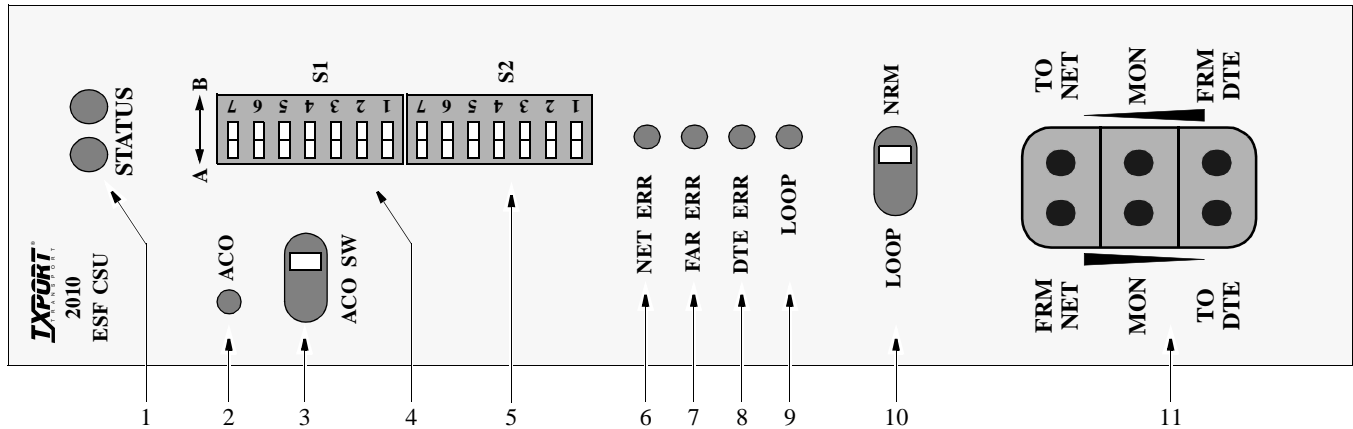 STATUS
B
A
S1
7 6 5 4 3 2 1
S2
7 6 5 4 3 2 1
NET ERR
FAR ERR
DTE ERR
LOOP
NRM
LOOP
TO
NET
MON
FRM
DTE
FRM
NET
MON
TO
DTE
TXPORT®
TRANSPORT
2010
ESF CSU
ACO
ACO SW
1 2 3 4 5 6 7 8 9 10 11